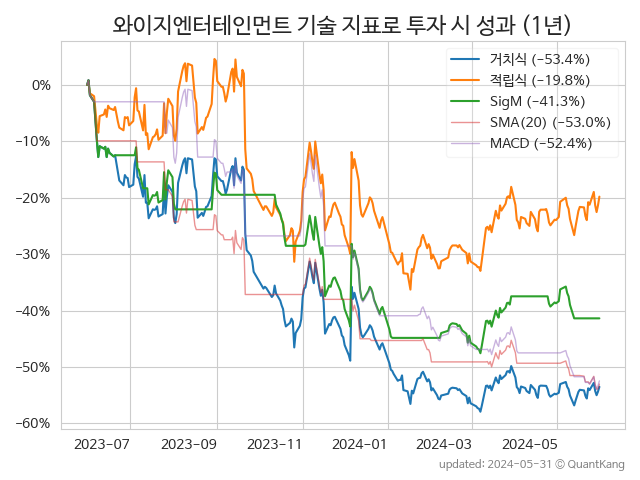 와이지엔터테인먼트 기술 지표로 투자 시 성과 (1년)
거치식 (−53.4%)
적립식 (−19.8%)
SigM (−41.3%)
SMA(20) (−53.0%)
MACD (−52.4%)
0%
−10%
−20%
−30%
−40%
−50%
−60%
2023-07 2023-09 2023-11 2024-01 2024-03 2024-05
updated: 2024-05-31 © QuantKang